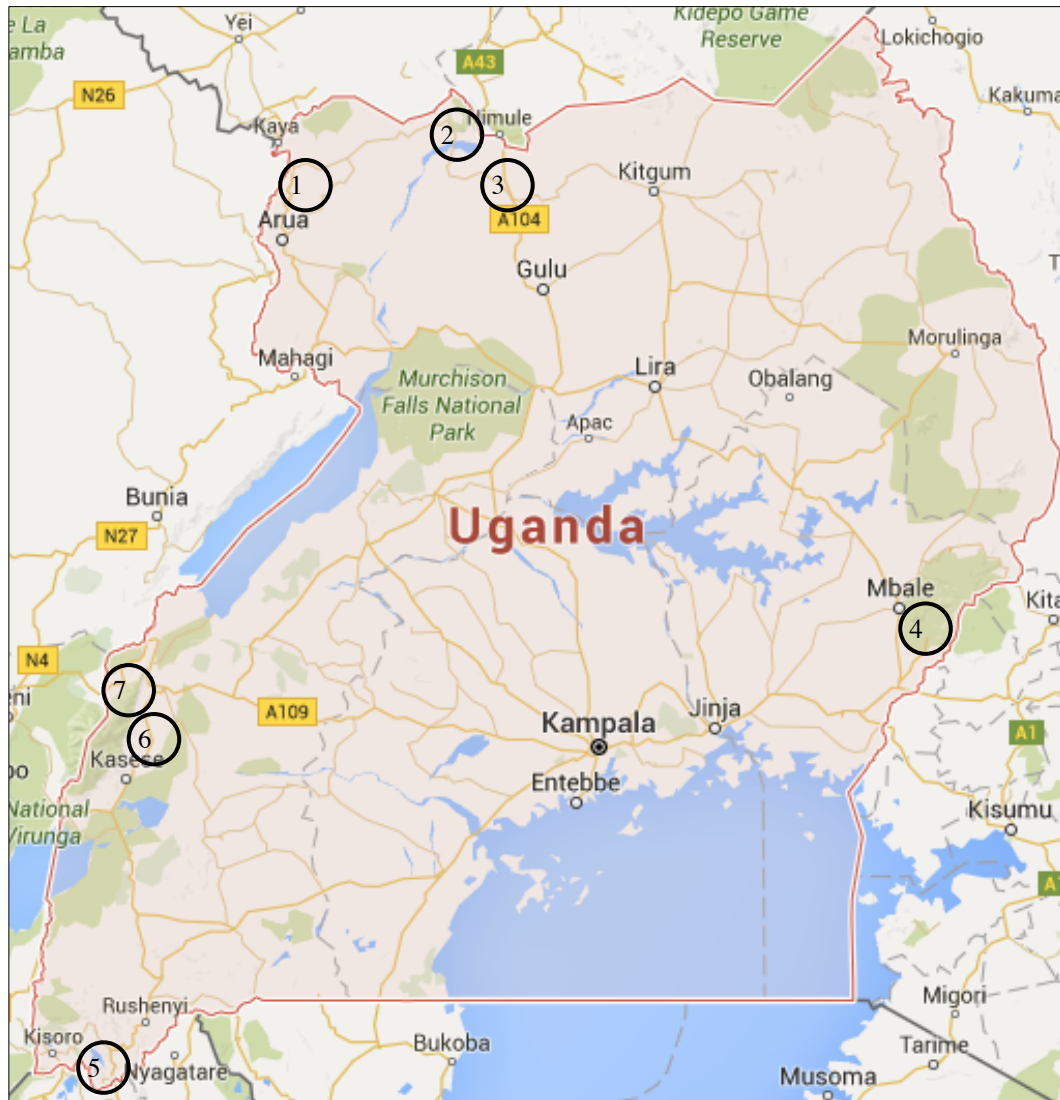 e La
amba
Yei
Kidepo Game
Reserve
Lokichogio
A43
N26
Kakuma
Kaya
Nimule
2
1
3
Kitgum
Arua
A104
Gulu
Mahagi
Morulinga
Murchison
Falls National
Park
Lira
Obalang
Apac
Bunia
N27
Uganda
Mbale
Kita
4
N4
eni
7
A109
6
Kampala
Jinja
A1
Kasese
oo
Entebbe
National
Virunga
Kisumu
Rushenyi
Migori
Kisoro
5
Nyagatare
Bukoba
Tarime
Musoma